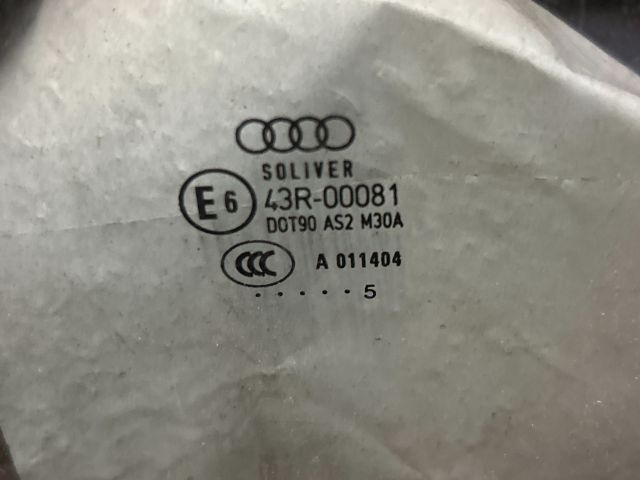 SOLIVER
E6 43R-00081
DOT90 AS2 M30A
CCC A 011404
. . . . . . 5